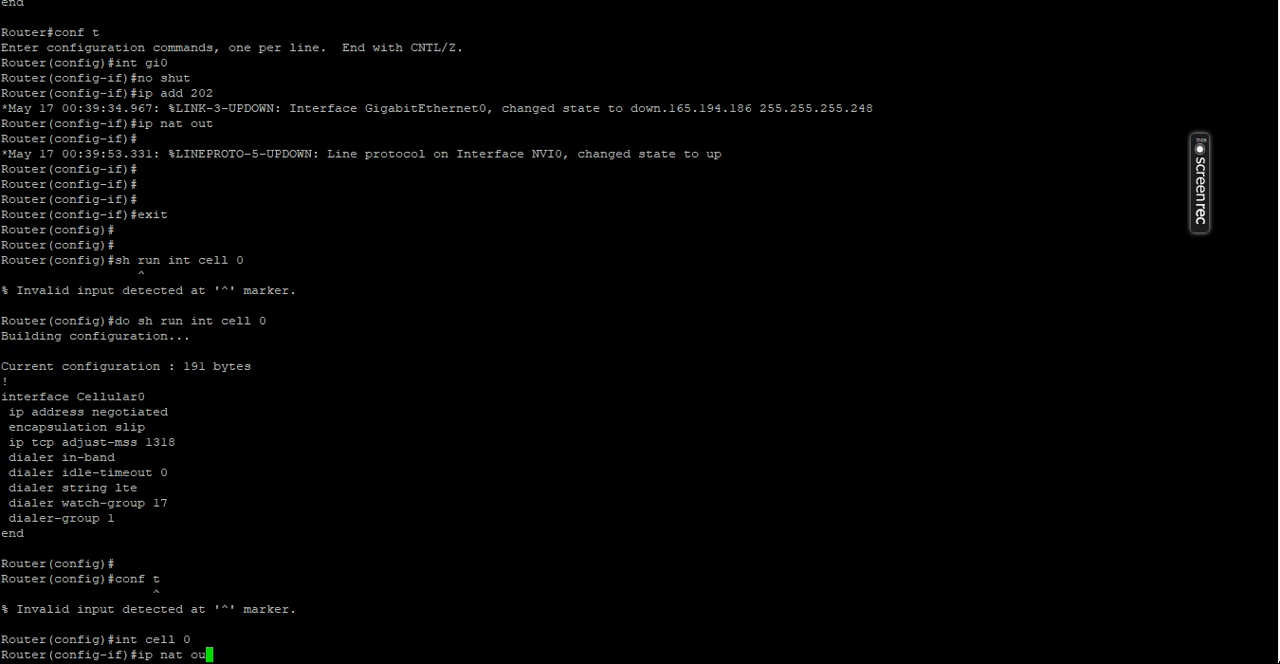 end
Router#conf t
Enter configuration commands, one per line.  End with CNTL/Z.
Router(config)#int gi0
Router(config-if)#no shut
Router(config-if)#ip add 202
*May 17 00:39:34.967: %LINK-3-UPDOWN: Interface GigabitEthernet0, changed state to down.165.194.186 255.255.255.248
Router(config-if)#ip nat out
Router(config-if)#
*May 17 00:39:53.331: %LINEPROTO-5-UPDOWN: Line protocol on Interface NVI0, changed state to up
Router(config-if)#
Router(config-if)#
Router(config-if)#
Router(config-if)#exit
Router(config)#
Router(config)#
Router(config)#sh run int cell 0
^
% Invalid input detected at '^' marker.
Router(config)#do sh run int cell 0
Building configuration...
Current configuration : 191 bytes
!
interface Cellular0
ip address negotiated
encapsulation slip
ip tcp adjust-mss 1318
dialer in-band
dialer idle-timeout 0
dialer string lte
dialer watch-group 17
dialer-group 1
end
Router(config)#
Router(config)#conf t
^
% Invalid input detected at '^' marker.
Router(config)#int cell 0
Router(config-if)#ip nat ou
screenrec